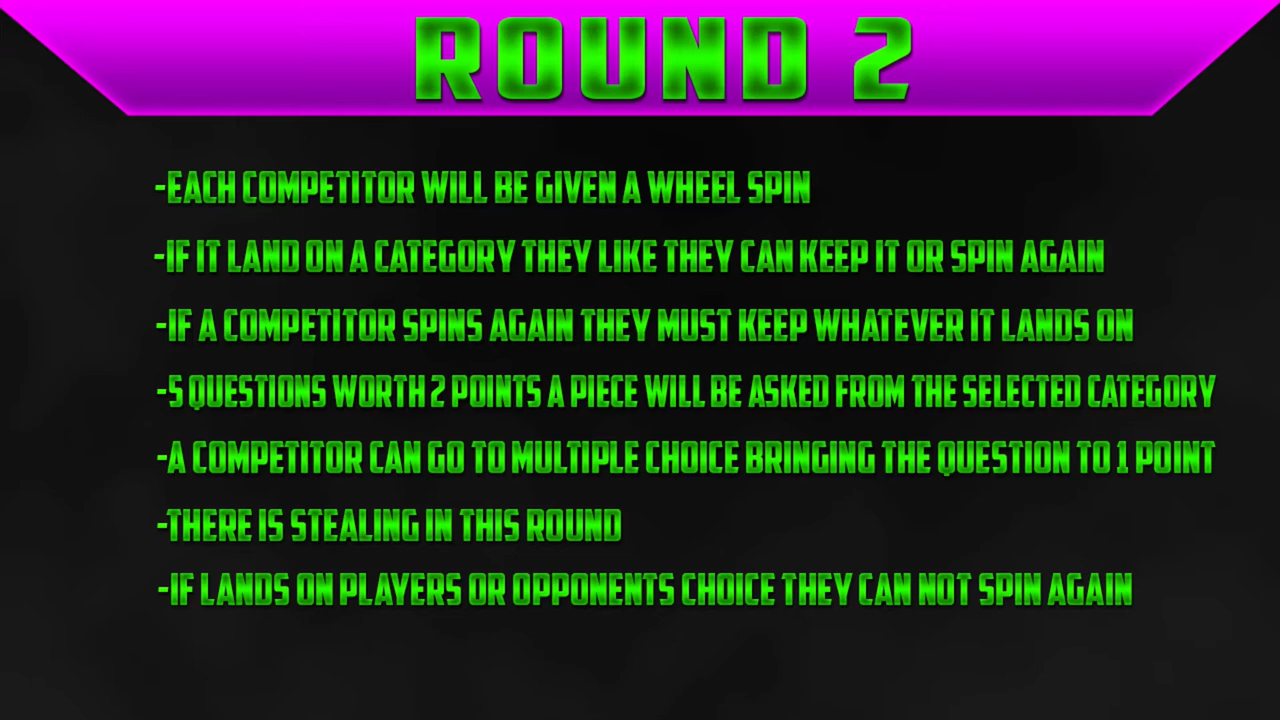 ROUND 2
-EACH COMPETITOR WILL BE GIVEN A WHEEL SPIN
-IF IT LAND ON A CATEGORY THEY LIKE THEY CAN KEEP IT OR SPIN AGAIN
-IF A COMPETITOR SPINS AGAIN THEY MUST KEEP WHATEVER IT LANDS ON
-5 QUESTIONS WORTH 2 POINTS A PIECE WILL BE ASKED FROM THE SELECTED CATEGORY
-A COMPETITOR CAN GO TO MULTIPLE CHOICE BRINGING THE QUESTION TO 1 POINT
-THERE IS STEALING IN THIS ROUND
-IF LANDS ON PLAYERS OR OPPONENTS CHOICE THEY CAN NOT SPIN AGAIN